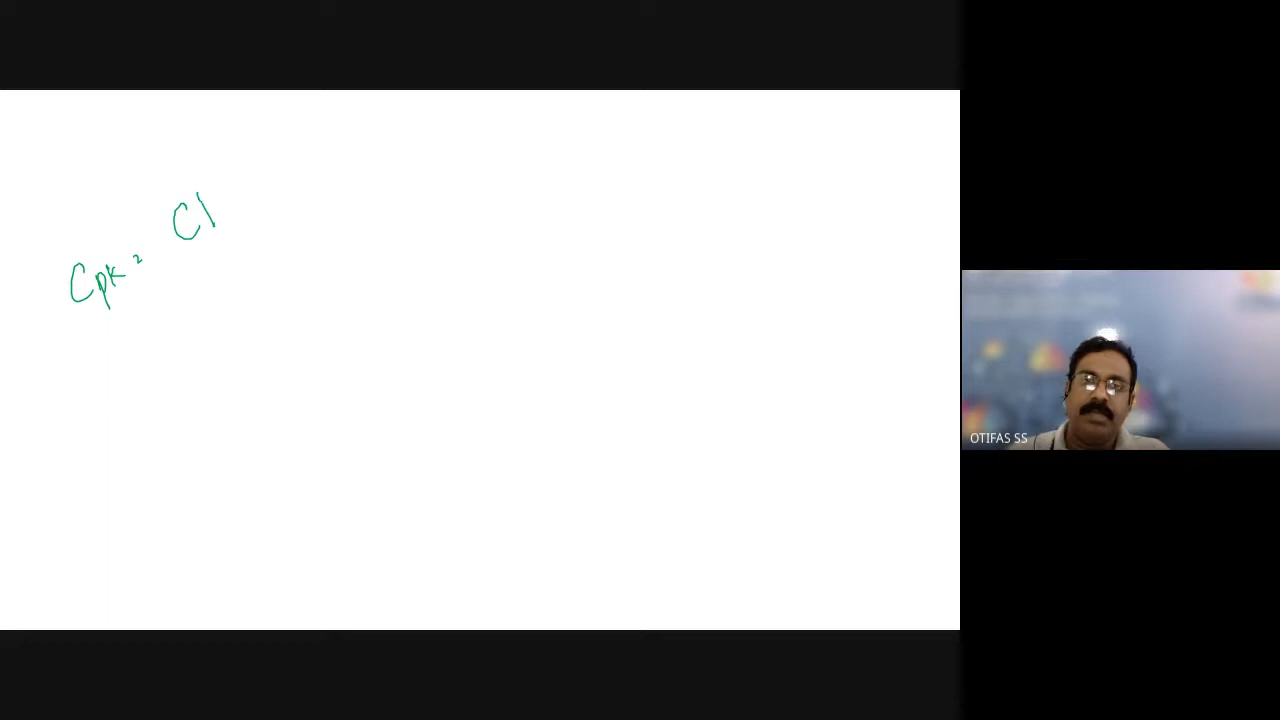 Cl
Cpk =
OTIFAS SS